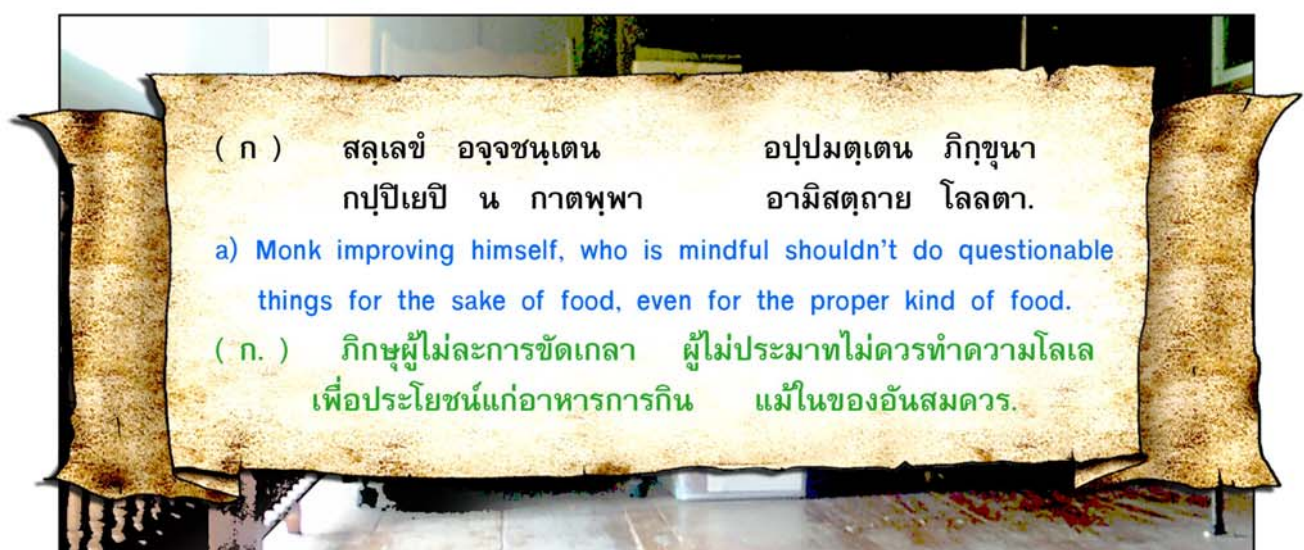 ( ก ) สลฺเลขํ อจฺจชนฺเตน อปฺปมตฺเตน ภิกฺขุนา
กปฺปิเยปิ น กาตพฺพา อามิสตฺถาย โลลตา.
a) Monk improving himself, who is mindful shouldn't do questionable
things for the sake of food, even for the proper kind of food.
( ก. ) ภิกษุผู้ไม่ละการขัดเกลา ผู้ไม่ประมาทไม่ควรทำความโลเล
เพื่อประโยชน์แก่อาหารการกิน แม้ในของอันสมควร.